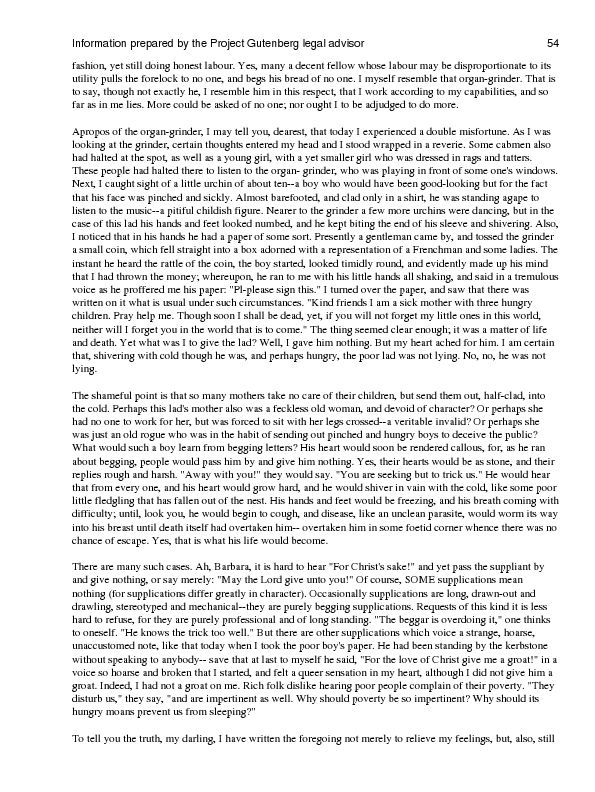 Information prepared by the Project Gutenberg legal advisor 54
fashion, yet still doing honest labour. Yes, many a decent fellow whose labour may be disproportionate to its
utility pulls the forelock to no one, and begs his bread of no one. I myself resemble that organ-grinder. That is
to say, though not exactly he, I resemble him in this respect, that I work according to my capabilities, and so
far as in me lies. More could be asked of no one; nor ought I to be adjudged to do more.
Apropos of the organ-grinder, I may tell you, dearest, that today I experienced a double misfortune. As I was
looking at the grinder, certain thoughts entered my head and I stood wrapped in a reverie. Some cabmen also
had halted at the spot, as well as a young girl, with a yet smaller girl who was dressed in rags and tatters.
These people had halted there to listen to the organ- grinder, who was playing in front of some one's windows.
Next, I caught sight of a little urchin of about ten--a boy who would have been good-looking but for the fact
that his face was pinched and sickly. Almost barefooted, and clad only in a shirt, he was standing agape to
listen to the music--a pitiful childish figure. Nearer to the grinder a few more urchins were dancing, but in the
case of this lad his hands and feet looked numbed, and he kept biting the end of his sleeve and shivering. Also,
I noticed that in his hands he had a paper of some sort. Presently a gentleman came by, and tossed the grinder
a small coin, which fell straight into a box adorned with a representation of a Frenchman and some ladies. The
instant he heard the rattle of the coin, the boy started, looked timidly round, and evidently made up his mind
that I had thrown the money; whereupon, he ran to me with his little hands all shaking, and said in a tremulous
voice as he proffered me his paper: "Pl-please sign this." I turned over the paper, and saw that there was
written on it what is usual under such circumstances. "Kind friends I am a sick mother with three hungry
children. Pray help me. Though soon I shall be dead, yet, if you will not forget my little ones in this world,
neither will I forget you in the world that is to come." The thing seemed clear enough; it was a matter of life
and death. Yet what was I to give the lad? Well, I gave him nothing. But my heart ached for him. I am certain
that, shivering with cold though he was, and perhaps hungry, the poor lad was not lying. No, no, he was not
lying.
The shameful point is that so many mothers take no care of their children, but send them out, half-clad, into
the cold. Perhaps this lad's mother also was a feckless old woman, and devoid of character? Or perhaps she
had no one to work for her, but was forced to sit with her legs crossed--a veritable invalid? Or perhaps she
was just an old rogue who was in the habit of sending out pinched and hungry boys to deceive the public?
What would such a boy learn from begging letters? His heart would soon be rendered callous, for, as he ran
about begging, people would pass him by and give him nothing. Yes, their hearts would be as stone, and their
replies rough and harsh. "Away with you!" they would say. "You are seeking but to trick us." He would hear
that from every one, and his heart would grow hard, and he would shiver in vain with the cold, like some poor
little fledgling that has fallen out of the nest. His hands and feet would be freezing, and his breath coming with
difficulty; until, look you, he would begin to cough, and disease, like an unclean parasite, would worm its way
into his breast until death itself had overtaken him-- overtaken him in some foetid corner whence there was no
chance of escape. Yes, that is what his life would become.
There are many such cases. Ah, Barbara, it is hard to hear "For Christ's sake!" and yet pass the suppliant by
and give nothing, or say merely: "May the Lord give unto you!" Of course, SOME supplications mean
nothing (for supplications differ greatly in character). Occasionally supplications are long, drawn-out and
drawling, stereotyped and mechanical--they are purely begging supplications. Requests of this kind it is less
hard to refuse, for they are purely professional and of long standing. "The beggar is overdoing it," one thinks
to oneself. "He knows the trick too well." But there are other supplications which voice a strange, hoarse,
unaccustomed note, like that today when I took the poor boy's paper. He had been standing by the kerbstone
without speaking to anybody-- save that at last to myself he said, "For the love of Christ give me a groat!" in a
voice so hoarse and broken that I started, and felt a queer sensation in my heart, although I did not give him a
groat. Indeed, I had not a groat on me. Rich folk dislike hearing poor people complain of their poverty. "They
disturb us," they say, "and are impertinent as well. Why should poverty be so impertinent? Why should its
hungry moans prevent us from sleeping?"
To tell you the truth, my darling, I have written the foregoing not merely to relieve my feelings, but, also, still